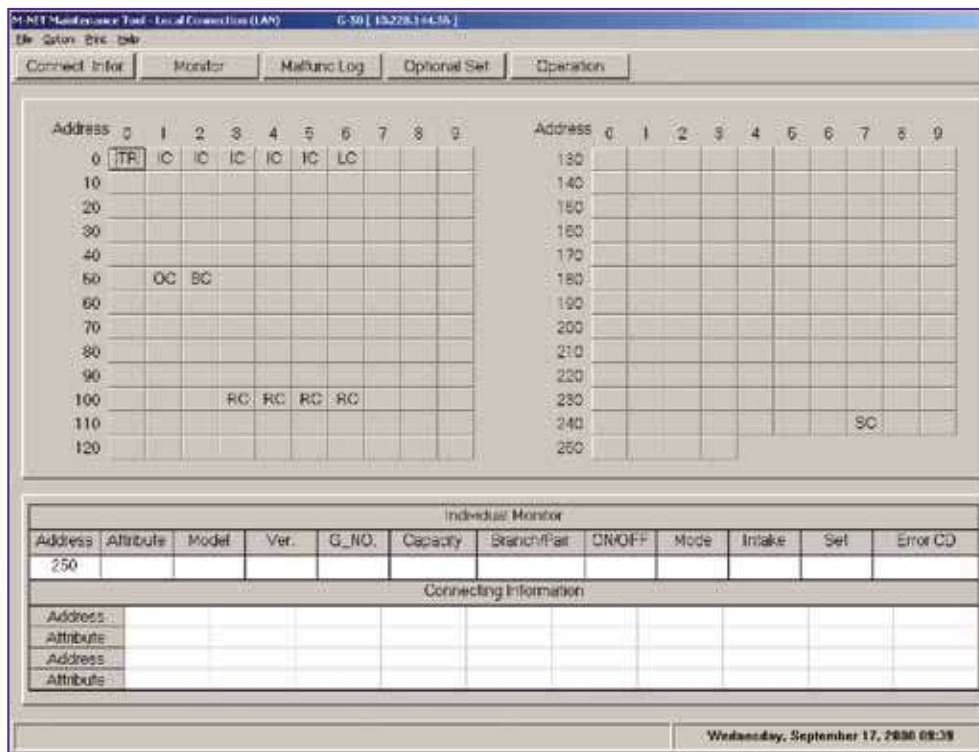 M-NET Maintenance Tool - Local Connection (LAN) G-50 [ ]
File Option Print Help
Connect. Infor Monitor Malfunc Log Optional Set Operation
Address 0 1 2 3 4 5 6 7 8 9
0 TR IC IC IC IC IC LC
10
20
30
40
50 OC BC
60
70
80
90
100 RC RC RC RC
110
120
Address 0 1 2 3 4 5 6 7 8 9
130
140
150
160
170
180
190
200
210
220
230
240 SC
250
Individual Monitor
Address Attribute Model Ver. G_NO. Capacity Branch/Pair ON/OFF Mode Intake Set Error CD
250
Connecting Information
Address
Attribute
Address
Attribute
Wednesday, September 17,